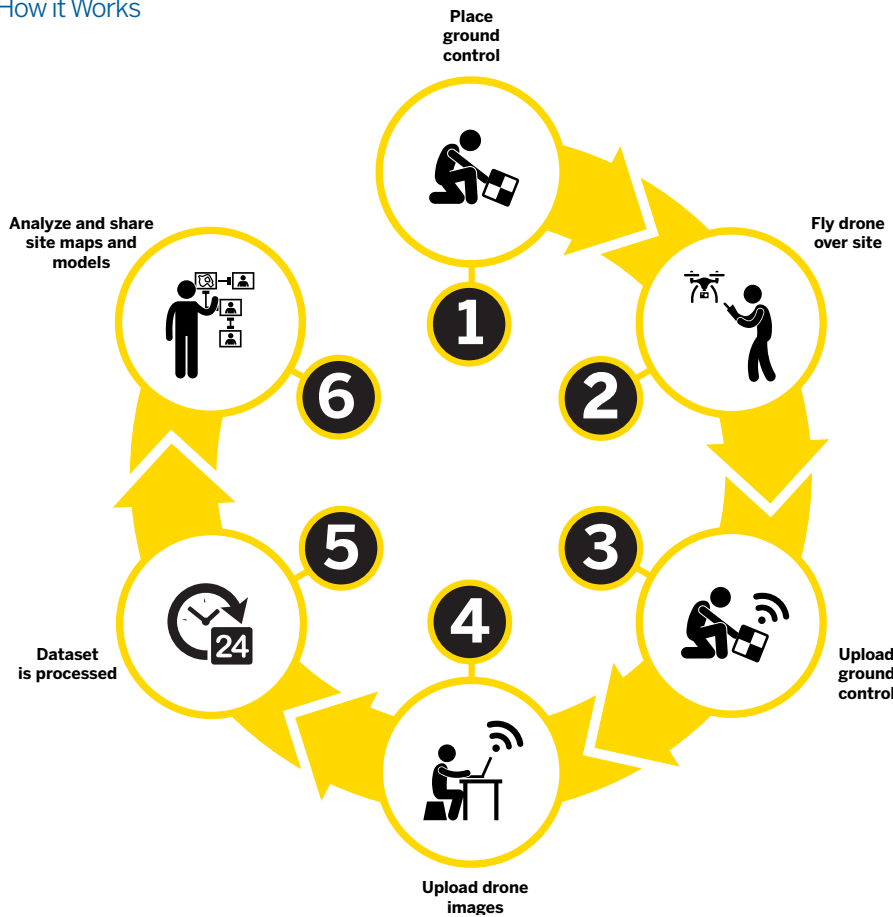 How it Works
Place
ground
control
1
Fly drone
over site
2
Upload
ground
control
3
Upload drone
images
4
Dataset
is processed
5
24
Analyze and share
site maps and
models
6